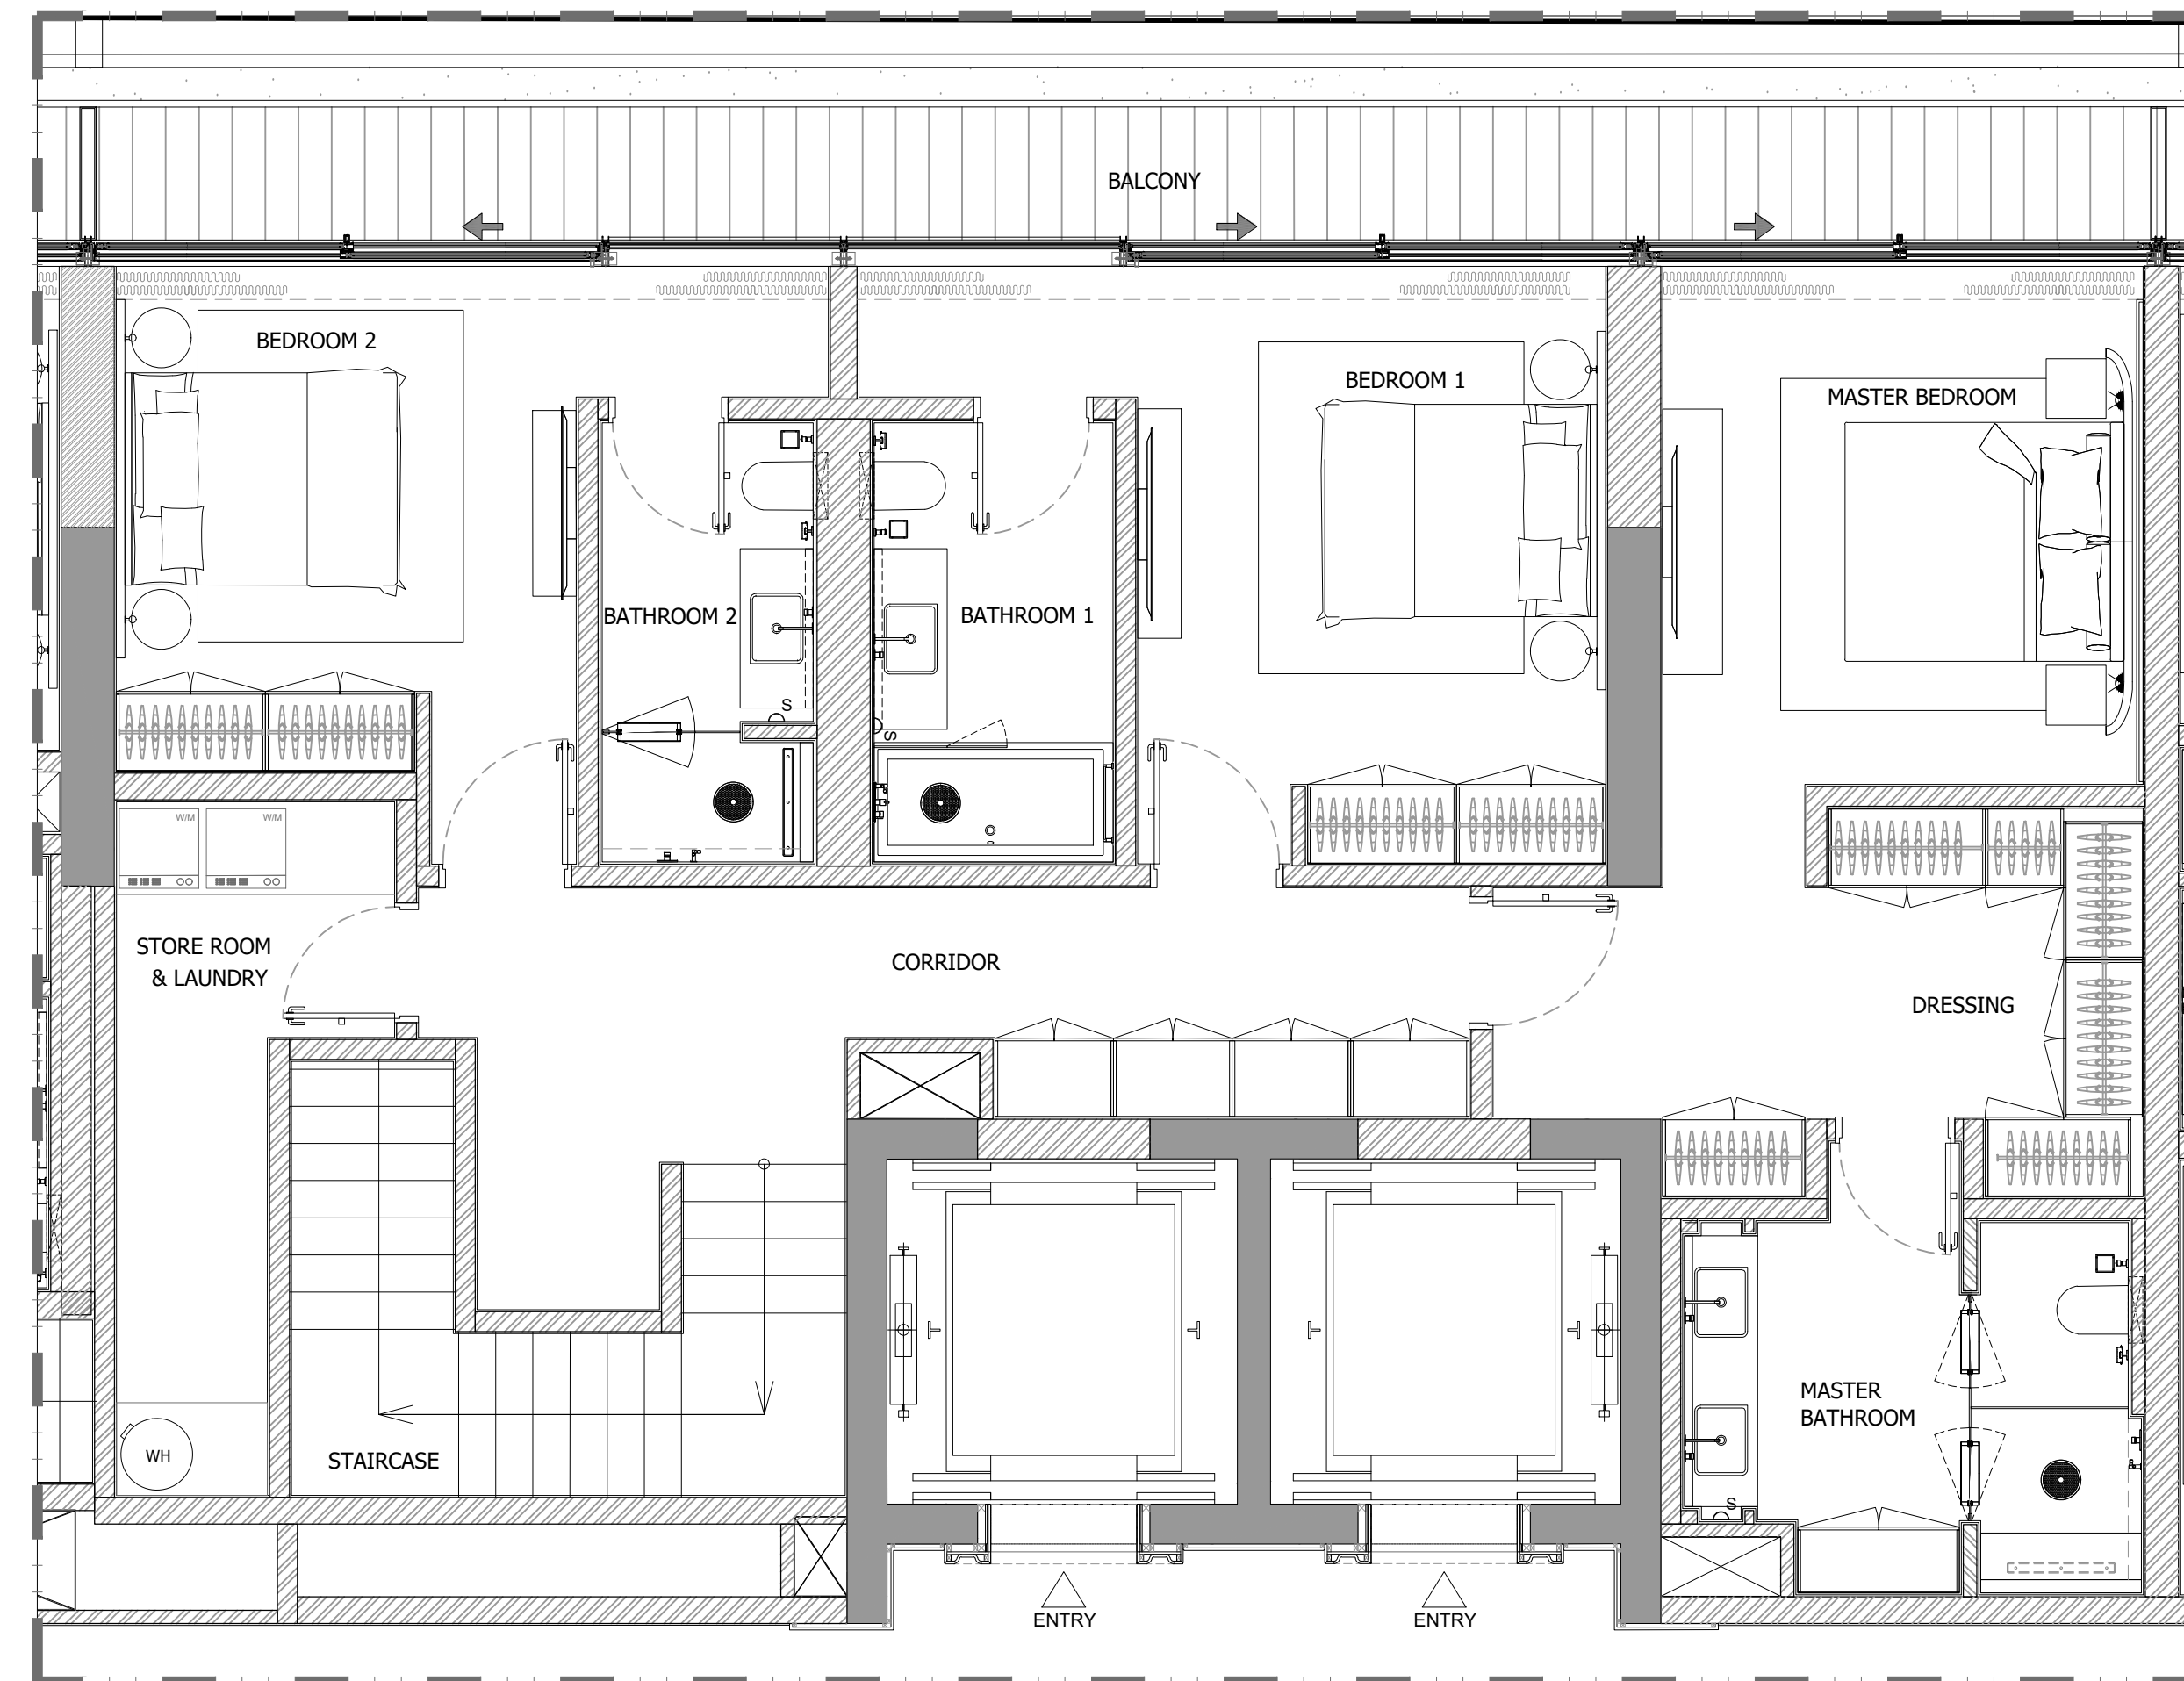 BALCONY
BEDROOM 2
BEDROOM 1
MASTER BEDROOM
BATHROOM 2
BATHROOM 1
S
S
W/M
W/M
STORE ROOM
& LAUNDRY
CORRIDOR
DRESSING
MASTER
BATHROOM
WH
STAIRCASE
S
ENTRY
ENTRY